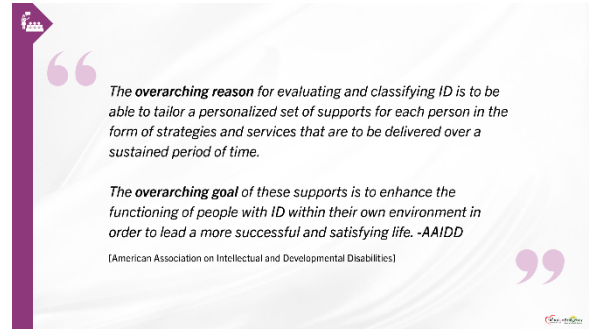 The overarching reason for evaluating and classifying ID is to be
able to tailor a personalized set of supports for each person in the
form of strategies and services that are to be delivered over a
sustained period of time.
The overarching goal of these supports is to enhance the
functioning of people with ID within their own environment in
order to lead a more successful and satisfying life. -AAIDD
[American Association on Intellectual and Developmental Disabilities]